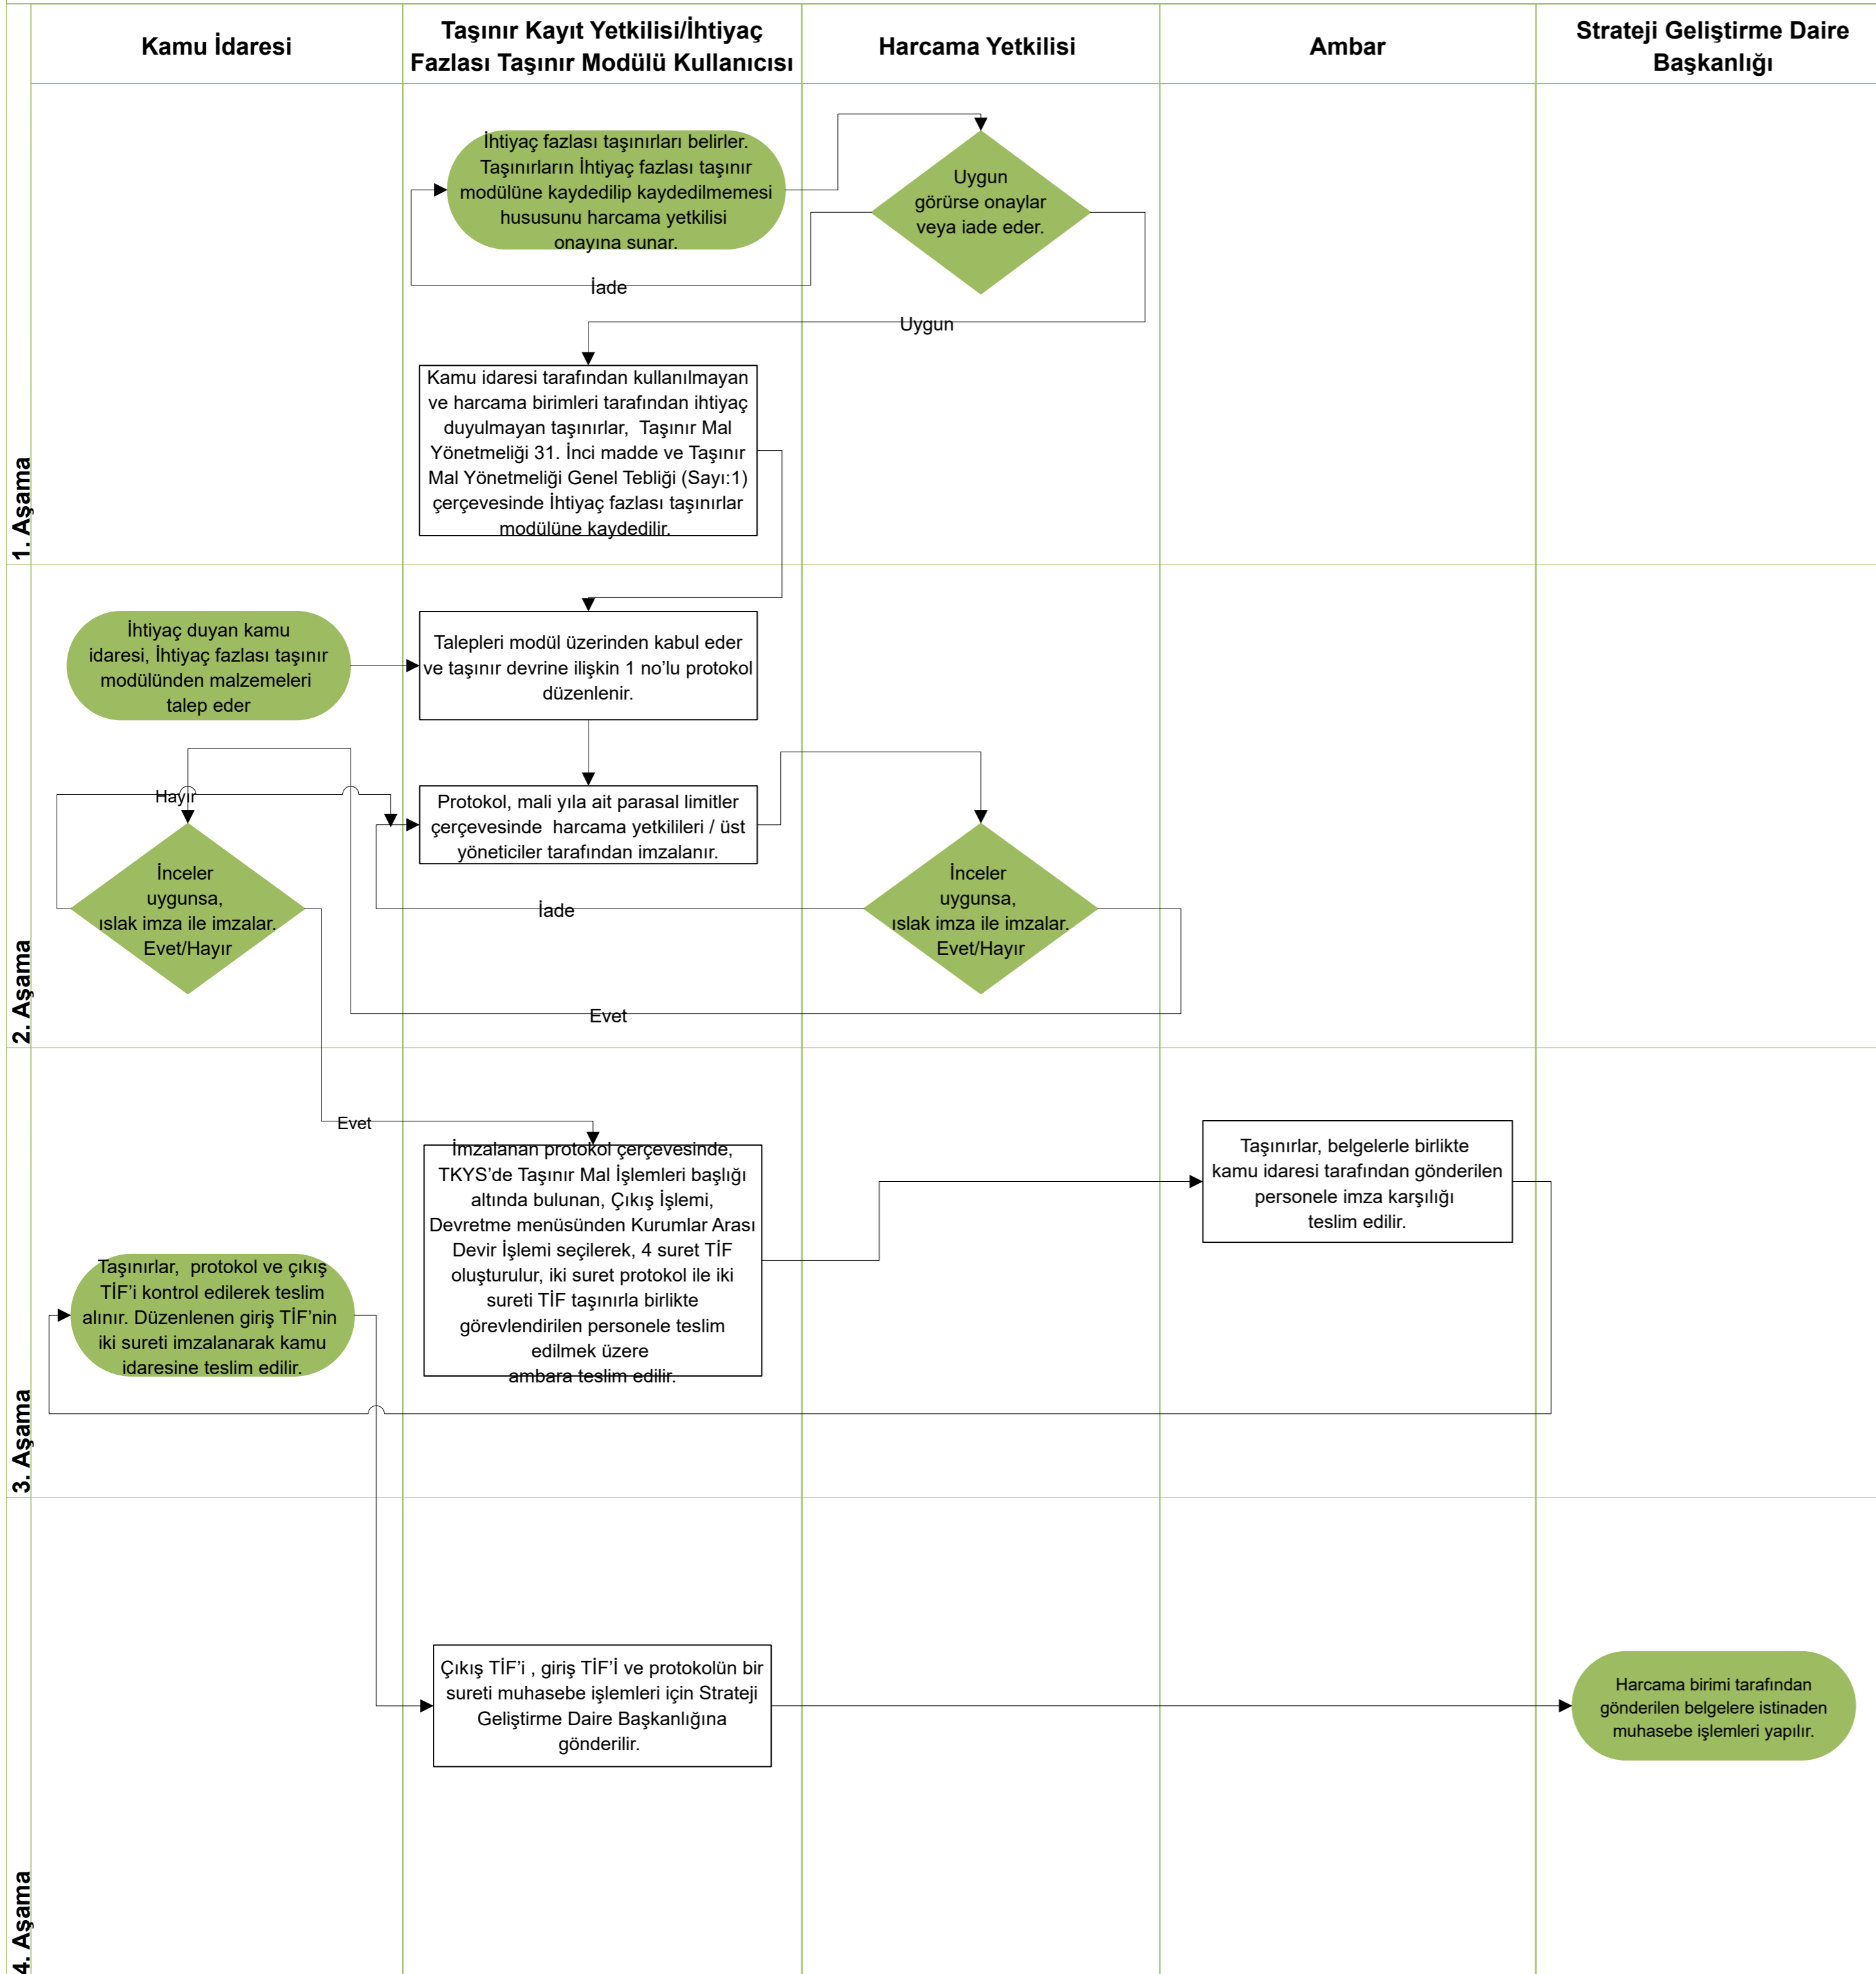 Kamu İdaresi
Taşınır Kayıt Yetkilisi/İhtiyaç
Fazlası Taşınır Modülü Kullanıcısı
Harcama Yetkilisi
Ambar
Strateji Geliştirme Daire
Başkanlığı
1. Aşama
İhtiyaç fazlası taşınırları belirler.
Taşınırların İhtiyaç fazlası taşınır
modülüne kaydedilip kaydedilmemesi
hususunu harcama yetkilisi
onayına sunar.
Uygun
görürse onaylar
veya iade eder.
İade
Uygun
Kamu idaresi tarafından kullanılmayan
ve harcama birimleri tarafından ihtiyaç
duyulmayan taşınırlar,  Taşınır Mal
Yönetmeliği 31. İnci madde ve Taşınır
Mal Yönetmeliği Genel Tebliği (Sayı:1)
çerçevesinde İhtiyaç fazlası taşınırlar
modülüne kaydedilir.
2. Aşama
İhtiyaç duyan kamu
idaresi, İhtiyaç fazlası taşınır
modülünden malzemeleri
talep eder
Talepleri modül üzerinden kabul eder
ve taşınır devrine ilişkin 1 no’lu protokol
düzenlenir.
Hayır
Protokol, mali yıla ait parasal limitler
çerçevesinde  harcama yetkilileri / üst
yöneticiler tarafından imzalanır.
İnceler
uygunsa,
ıslak imza ile imzalar.
Evet/Hayır
İade
İnceler
uygunsa,
ıslak imza ile imzalar.
Evet/Hayır
Evet
3. Aşama
Evet
İmzalanan protokol çerçevesinde,
TKYS’de Taşınır Mal İşlemleri başlığı
altında bulunan, Çıkış İşlemi,
Devretme menüsünden Kurumlar Arası
Devir İşlemi seçilerek, 4 suret TİF
oluşturulur, iki suret protokol ile iki
sureti TİF taşınırla birlikte
görevlendirilen personele teslim
edilmek üzere
ambara teslim edilir.
Taşınırlar, belgelerle birlikte
kamu idaresi tarafından gönderilen
personele imza karşılığı
teslim edilir.
Taşınırlar,  protokol ve çıkış
TİF’i kontrol edilerek teslim
alınır. Düzenlenen giriş TİF’nin
iki sureti imzalanarak kamu
idaresine teslim edilir.
4. Aşama
Çıkış TİF’i , giriş TİF’İ ve protokolün bir
sureti muhasebe işlemleri için Strateji
Geliştirme Daire Başkanlığına
gönderilir.
Harcama birimi tarafından
gönderilen belgelere istinaden
muhasebe işlemleri yapılır.